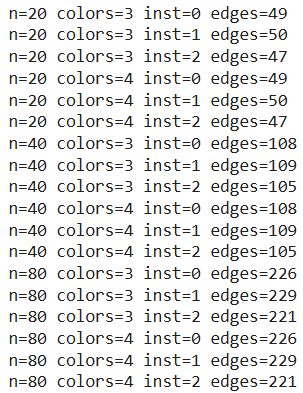 n=20 colors=3 inst=0 edges=49
n=20 colors=3 inst=1 edges=50
n=20 colors=3 inst=2 edges=47
n=20 colors=4 inst=0 edges=49
n=20 colors=4 inst=1 edges=50
n=20 colors=4 inst=2 edges=47
n=40 colors=3 inst=0 edges=108
n=40 colors=3 inst=1 edges=109
n=40 colors=3 inst=2 edges=105
n=40 colors=4 inst=0 edges=108
n=40 colors=4 inst=1 edges=109
n=40 colors=4 inst=2 edges=105
n=80 colors=3 inst=0 edges=226
n=80 colors=3 inst=1 edges=229
n=80 colors=3 inst=2 edges=221
n=80 colors=4 inst=0 edges=226
n=80 colors=4 inst=1 edges=229
n=80 colors=4 inst=2 edges=221